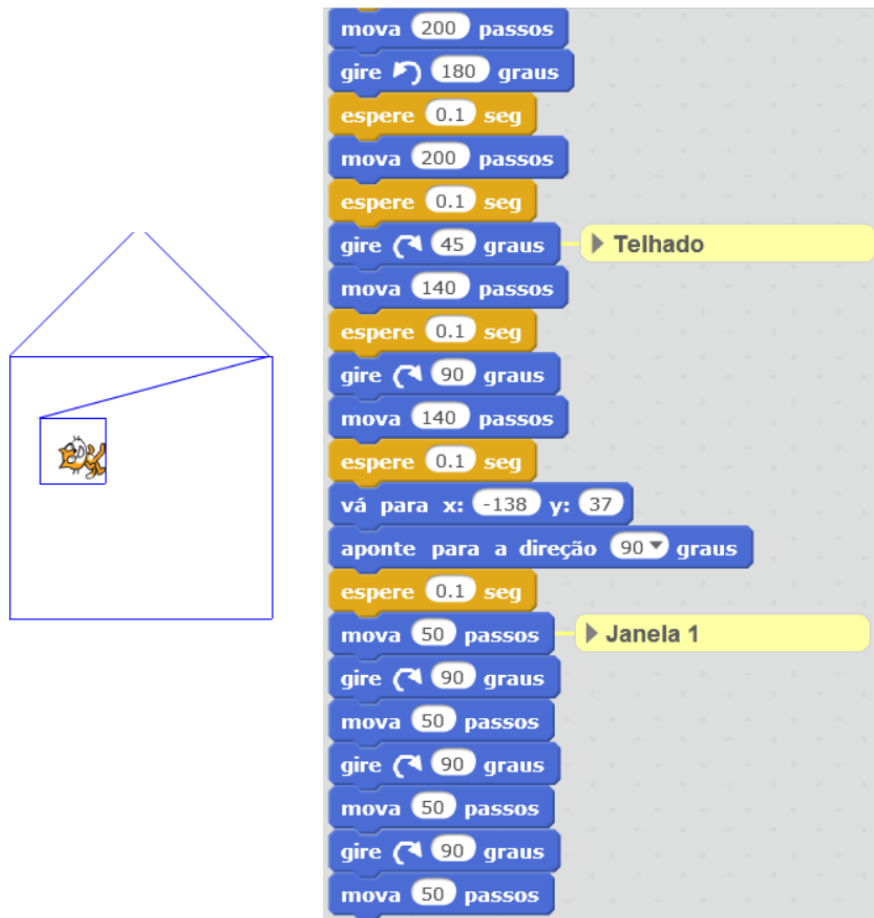 mova 200 passos
gire 180 graus
espere 0.1 seg
mova 200 passos
espere 0.1 seg
gire 45 graus
Telhado
mova 140 passos
espere 0.1 seg
gire 90 graus
mova 140 passos
espere 0.1 seg
vá para x: -138 y: 37
aponte para a direção 90 graus
espere 0.1 seg
mova 50 passos
Janela 1
gire 90 graus
mova 50 passos
gire 90 graus
mova 50 passos
gire 90 graus
mova 50 passos